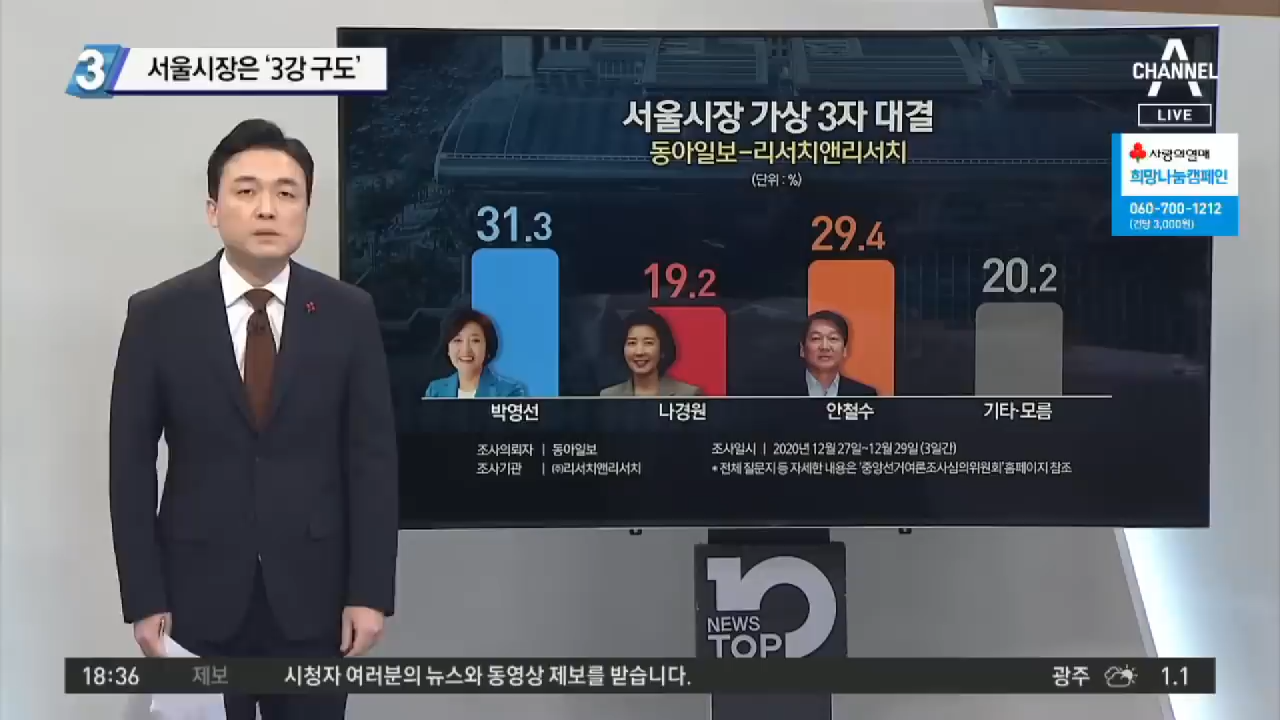 3
서울시장은 '3강 구도'
CHANNEL A
LIVE
사랑의열매
희망나눔캠페인
060-700-1212
(건당 3,000원)
서울시장 가상 3자 대결
동아일보-리서치앤리서치
(단위 : %)
31.3
19.2
29.4
20.2
박영선
나경원
안철수
기타·모름
조사의뢰자 | 동아일보
조사기관 | ㈜리서치앤리서치
조사일시 | 2020년 12월 27일~12월 29일 (3일간)
* 전체 질문지 등 자세한 내용은 '중앙선거여론조사심의위원회' 홈페이지 참조
NEWS
TOP
10
18:36 제보 시청자 여러분의 뉴스와 동영상 제보를 받습니다. 광주 1.1